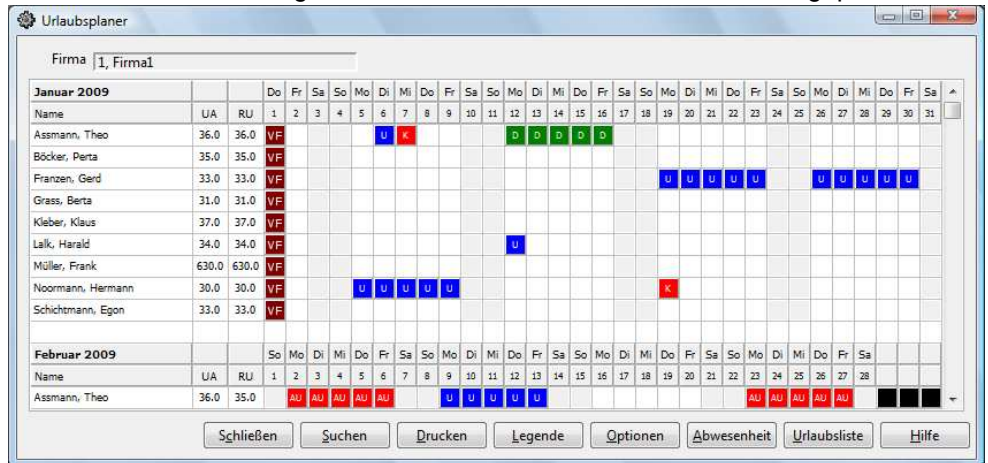 Urlaubsplaner
Firma 1, Firma1
Januar 2009 Do Fr Sa So Mo Di Mi Do Fr Sa So Mo Di Mi Do Fr Sa So Mo Di Mi Do Fr Sa So Mo Di Mi Do Fr Sa
Name UA RU 1 2 3 4 5 6 7 8 9 10 11 12 13 14 15 16 17 18 19 20 21 22 23 24 25 26 27 28 29 30 31
Assmann, Theo 36.0 36.0 VF U K D D D D D
Böcker, Perta 35.0 35.0 VF
Franzen, Gerd 33.0 33.0 VF U U U U U U U U U U
Grass, Berta 31.0 31.0 VF
Kleber, Klaus 37.0 37.0 VF
Lalk, Harald 34.0 34.0 VF U
Müller, Frank 630.0 630.0 VF
Noormann, Hermann 30.0 30.0 VF U U U U U K
Schichtmann, Egon 33.0 33.0 VF
Februar 2009 So Mo Di Mi Do Fr Sa So Mo Di Mi Do Fr Sa So Mo Di Mi Do Fr Sa So Mo Di Mi Do Fr Sa
Name UA RU 1 2 3 4 5 6 7 8 9 10 11 12 13 14 15 16 17 18 19 20 21 22 23 24 25 26 27 28
Assmann, Theo 36.0 35.0 AU AU AU AU AU U U U U U AU AU AU AU AU
Schließen Suchen Drucken Legende Optionen Abwesenheit Urlaubsliste Hilfe